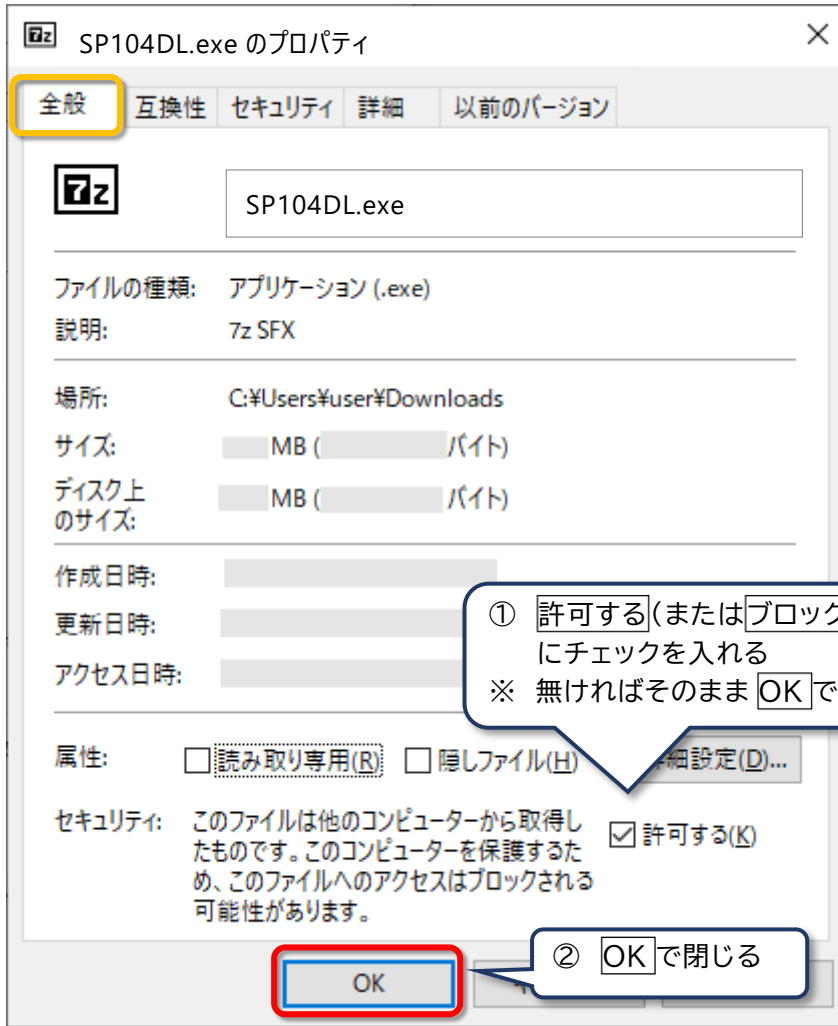 7z SP104DL.exe のプロパティ
全般 互換性 セキュリティ 詳細 以前のバージョン
7z SP104DL.exe
ファイルの種類: アプリケーション (.exe)
説明: 7z SFX
場所: C:¥Users¥user¥Downloads
サイズ: MB ( バイト)
ディスク上
のサイズ: MB ( バイト)
作成日時:
更新日時:
アクセス日時:
① 許可する(またはブロック
にチェックを入れる
※ 無ければそのまま OK で
属性: 読み取り専用(R) 隠しファイル(H) 細設定(D)...
セキュリティ: このファイルは他のコンピューターから取得し
たものです。このコンピューターを保護するた
め、このファイルへのアクセスはブロックされる
可能性があります。
許可する(K)
② OK で閉じる
OK